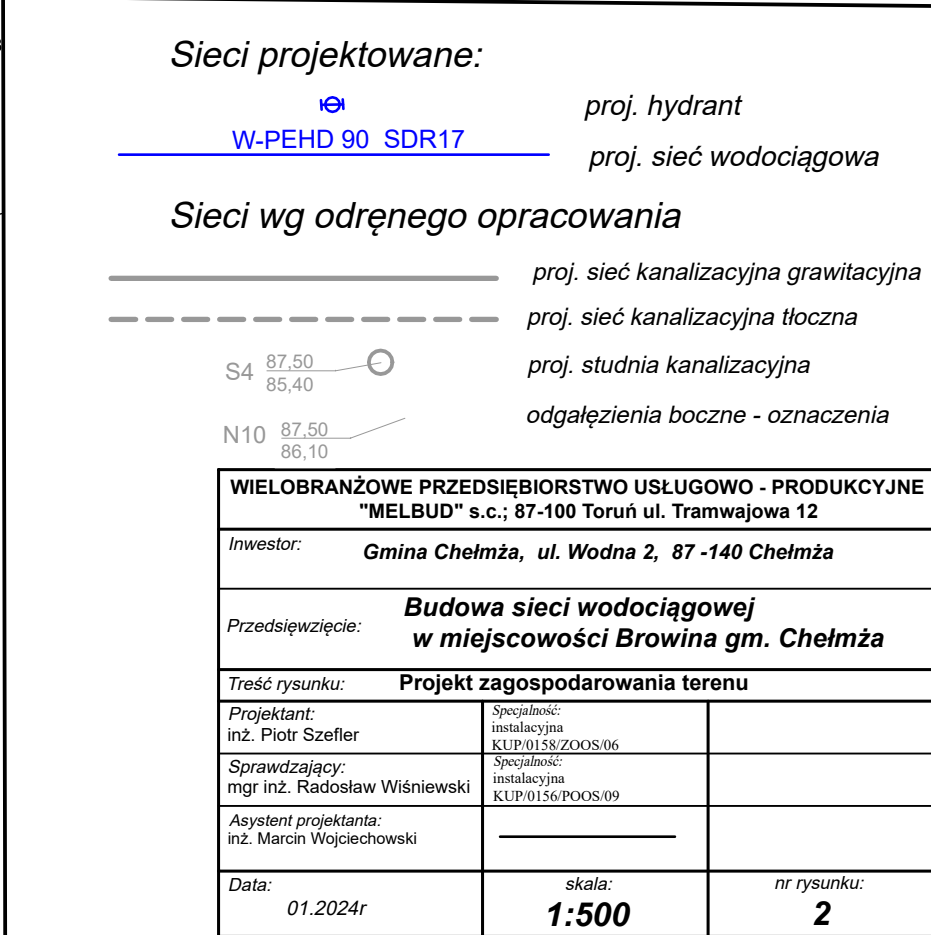 Sieci projektowane:
proj. hydrant
W-PEHD 90 SDR17
proj. sieć wodociągowa
Sieci wg odręnego opracowania
proj. sieć kanalizacyjna grawitacyjna
proj. sieć kanalizacyjna tłoczna
S4 87,50
85,40
proj. studnia kanalizacyjna
odgałęzienia boczne - oznaczenia
N10 87,50
86,10
WIELOBRANŻOWE PRZEDSIĘBIORSTWO USŁUGOWO - PRODUKCYJNE
"MELBUD" s.c.; 87-100 Toruń ul. Tramwajowa 12
Inwestor: Gmina Chełmża, ul. Wodna 2, 87 -140 Chełmża
Przedsięwzięcie: Budowa sieci wodociągowej
w miejscowości Browina gm. Chełmża
Treść rysunku: Projekt zagospodarowania terenu
Projektant:
inż. Piotr Szefler
Specjalność:
instalacyjna
KUP/0158/ZOOS/06
Sprawdzający:
mgr inż. Radosław Wiśniewski
Specjalność:
instalacyjna
KUP/0156/POOS/09
Asystent projektanta:
inż. Marcin Wojciechowski
Data:
01.2024r
skala:
1:500
nr rysunku:
2